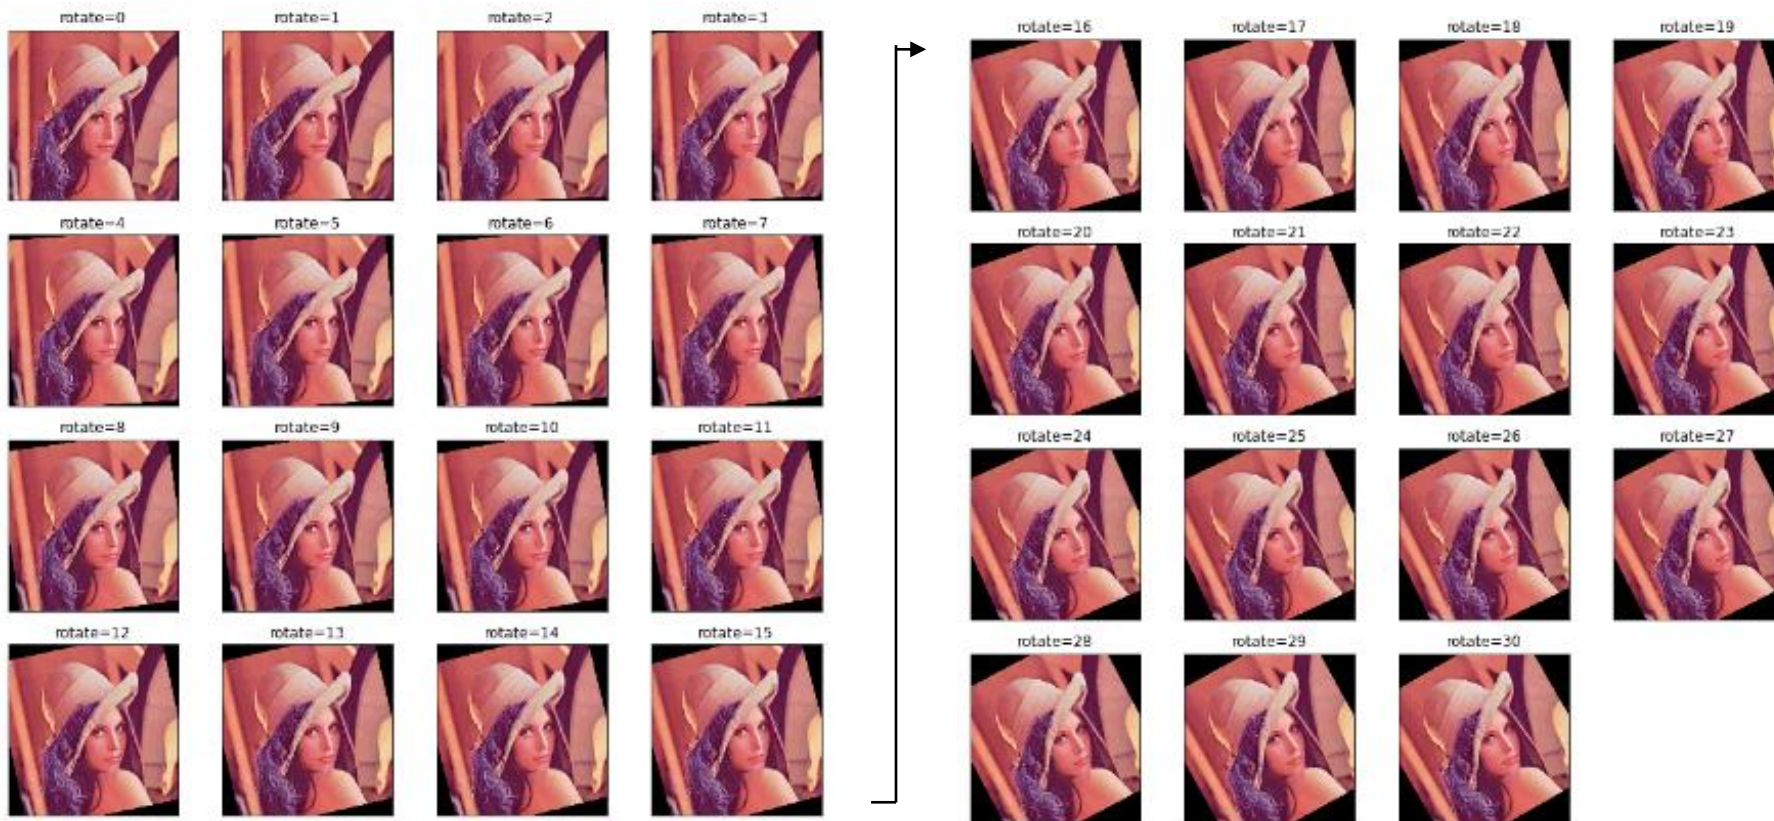 rotate=0 rotate=1 rotate=2 rotate=3
rotate=4 rotate=5 rotate=6 rotate=7
rotate=8 rotate=9 rotate=10 rotate=11
rotate=12 rotate=13 rotate=14 rotate=15
rotate=16 rotate=17 rotate=18 rotate=19
rotate=20 rotate=21 rotate=22 rotate=23
rotate=24 rotate=25 rotate=26 rotate=27
rotate=28 rotate=29 rotate=30